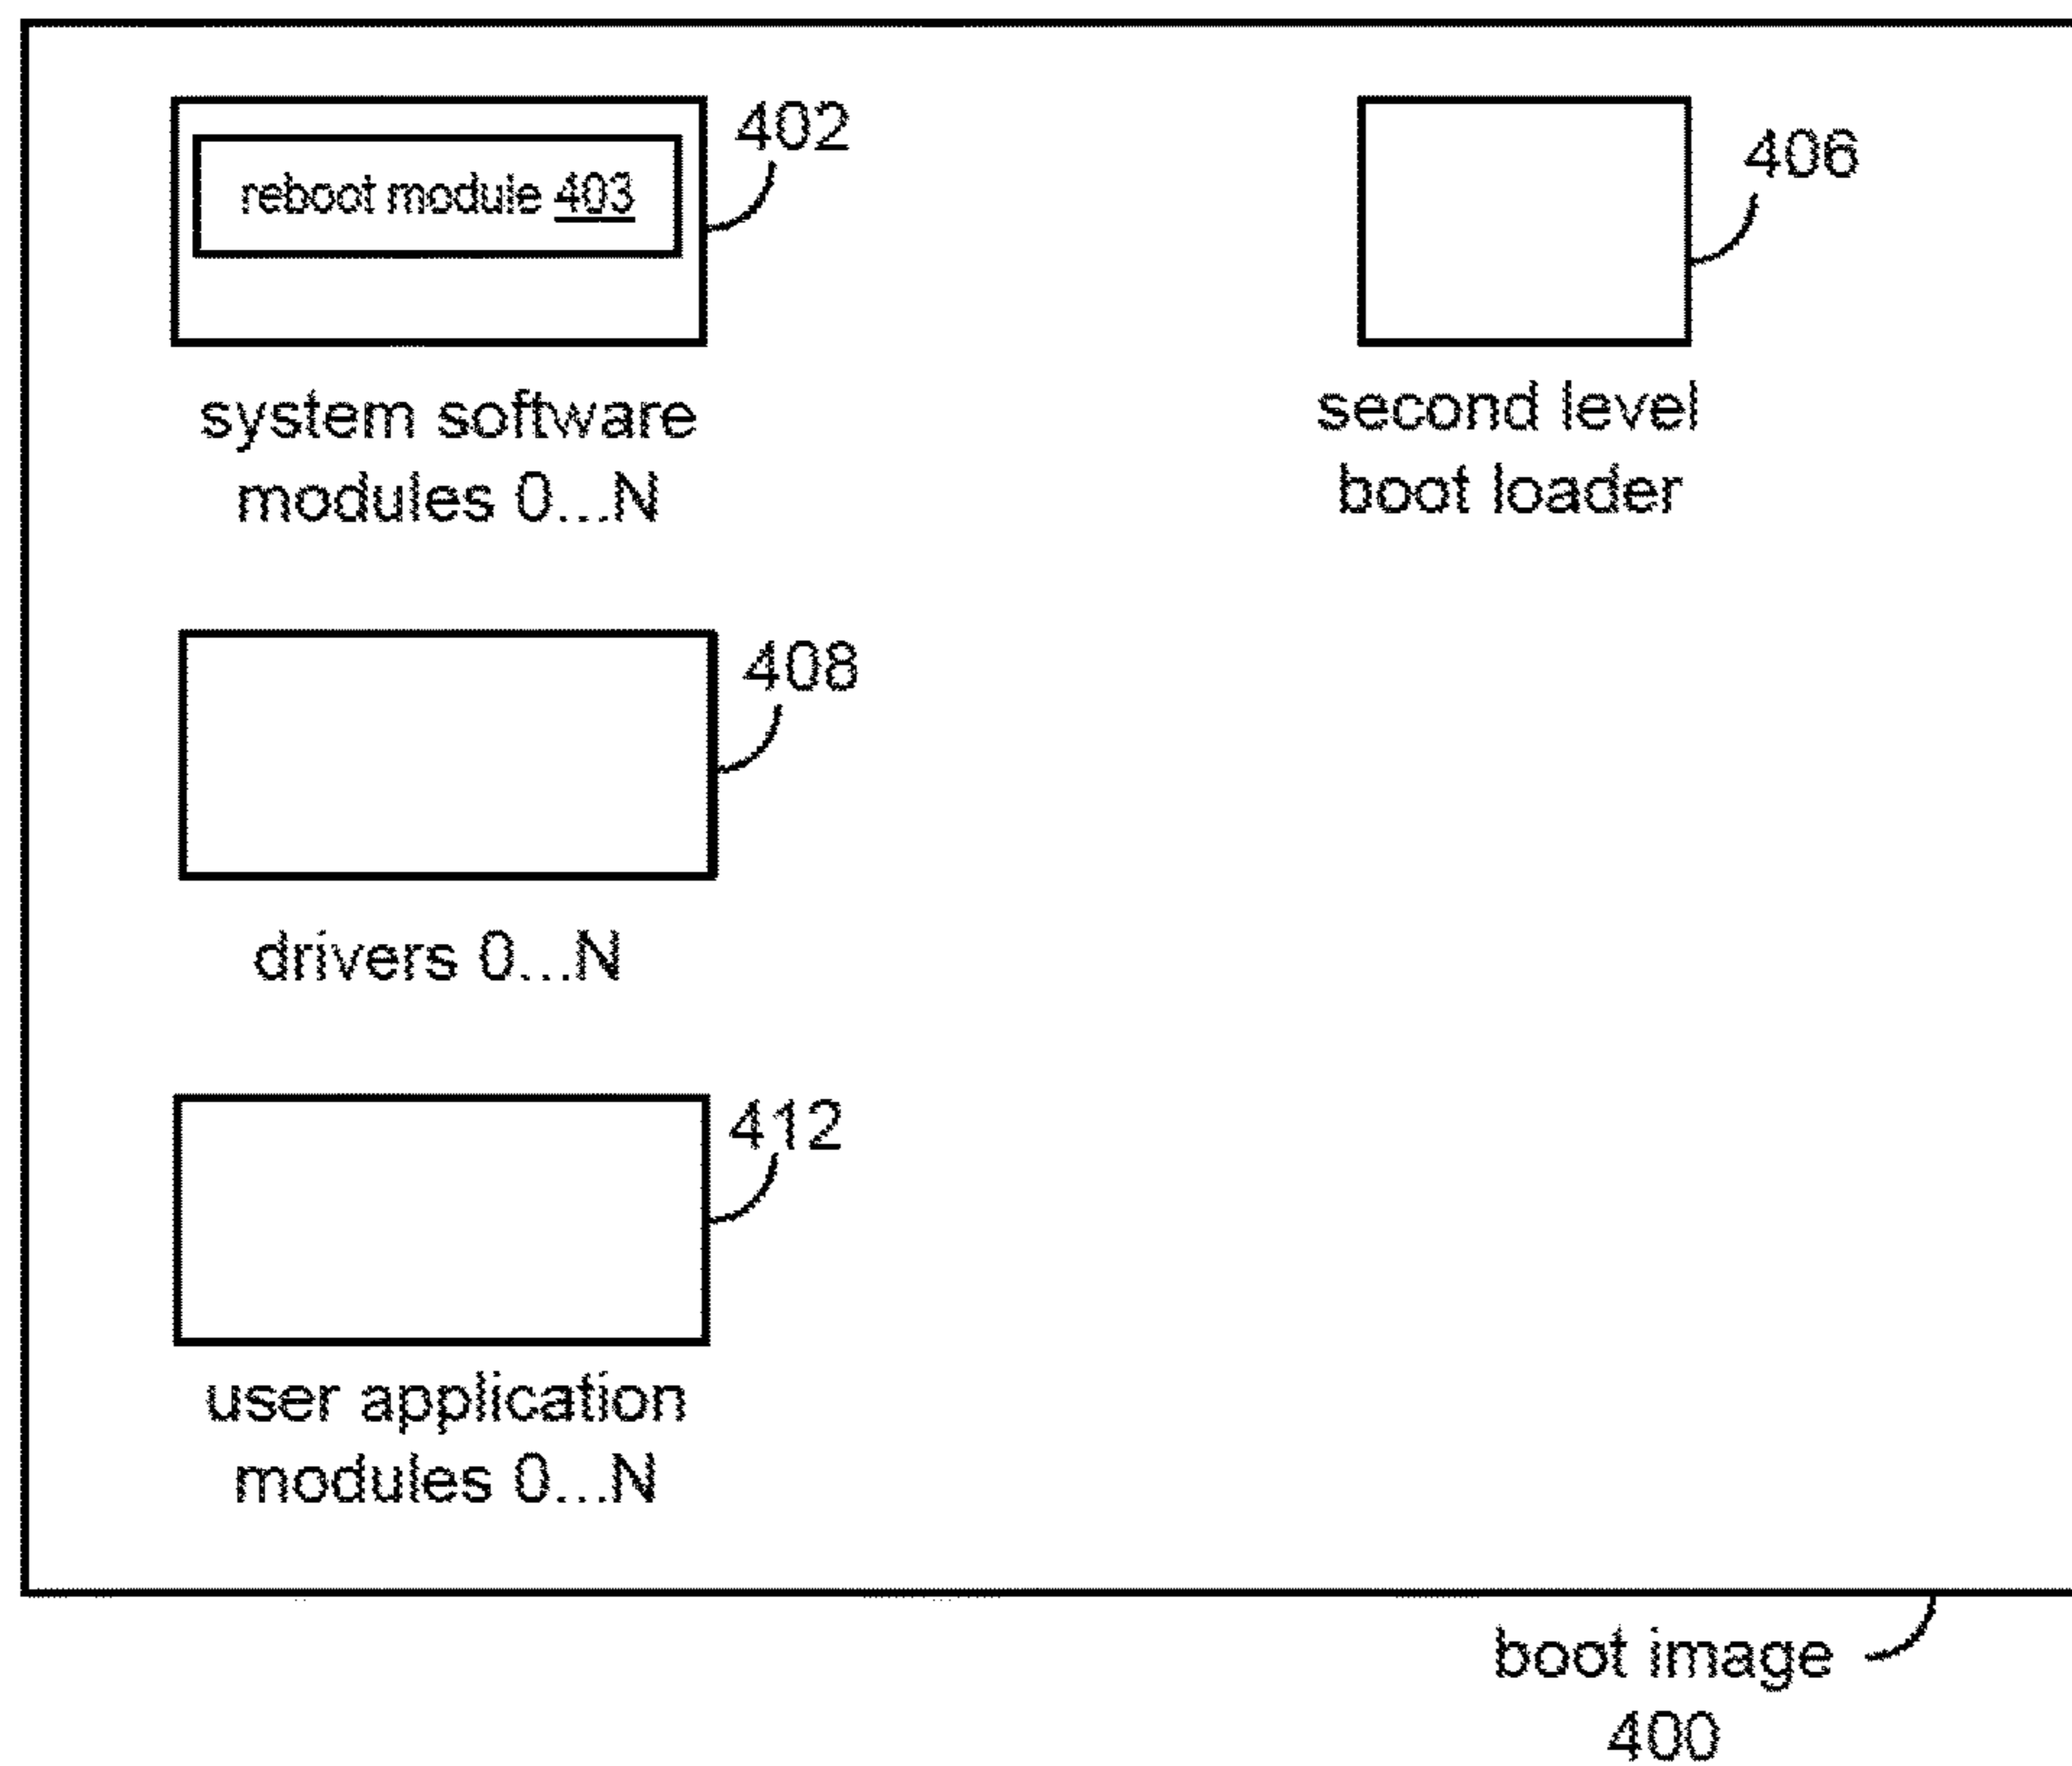 reboot module 403
402
system software
modules 0...N
406
second level
boot loader
408
drivers 0...N
412
user application
modules 0...N
boot image
400